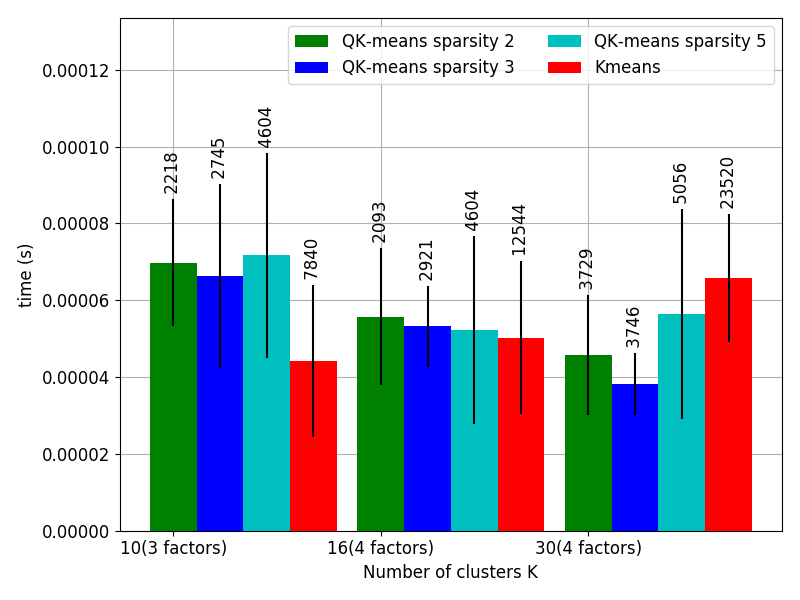 QK-means sparsity 2
QK-means sparsity 5
QK-means sparsity 3
Kmeans
0.00012
0.00010
0.00008
0.00006
0.00004
0.00002
0.00000
time (s)
2218
2745
4604
7840
2093
2921
4604
12544
3729
3746
5056
23520
10(3 factors)
16(4 factors)
30(4 factors)
Number of clusters K